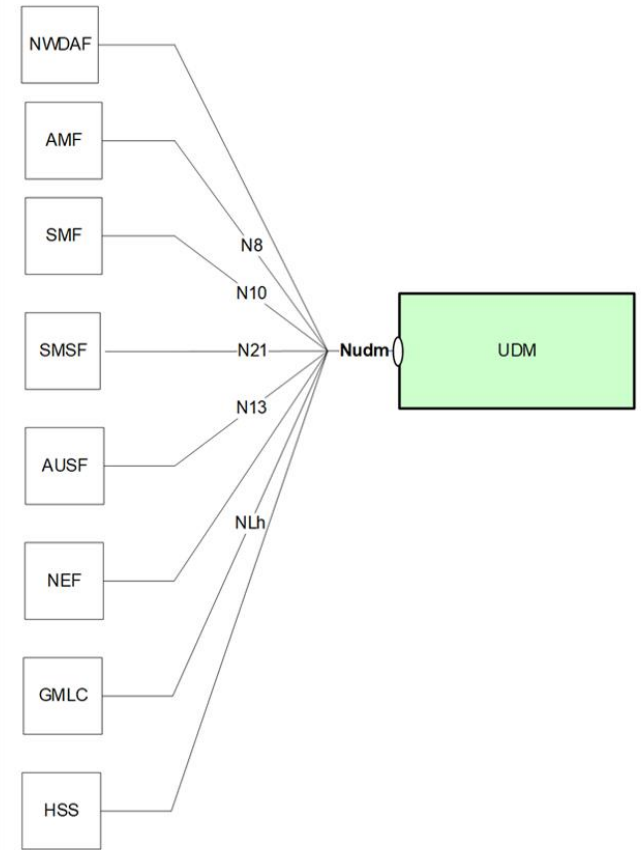 NWDAF
AMF
N8
SMF
N10
SMSF
N21
Nudm
UDM
N13
AUSF
NLh
NEF
GMLC
HSS